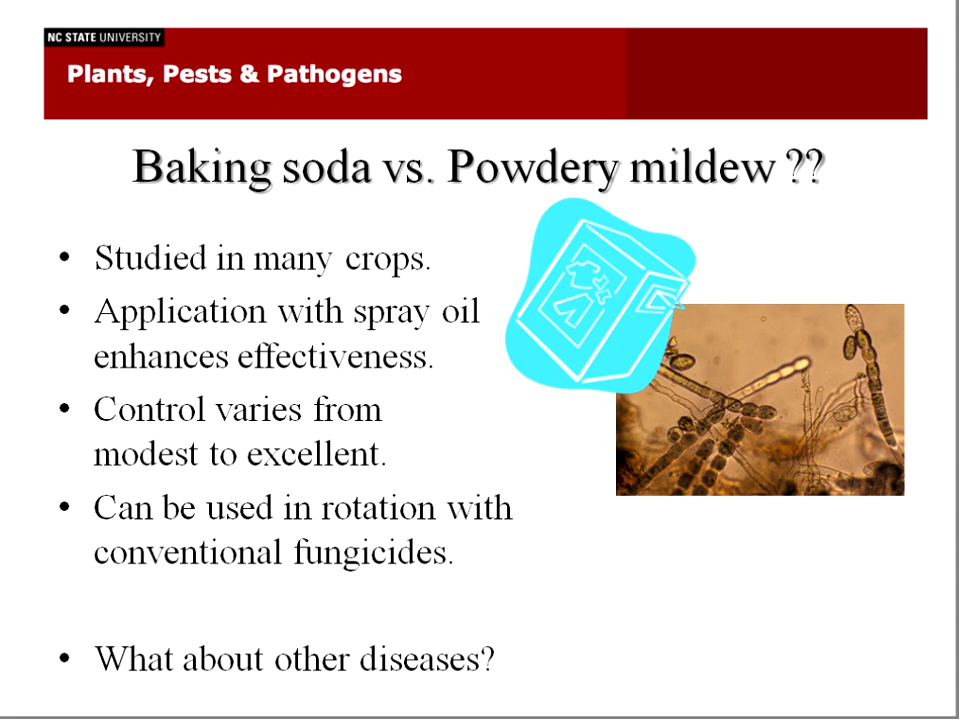 NC STATE UNIVERSITY
Plants, Pests & Pathogens
Baking soda vs. Powdery mildew ??
• Studied in many crops.
• Application with spray oil
enhances effectiveness.
• Control varies from
modest to excellent.
• Can be used in rotation with
conventional fungicides.
• What about other diseases?